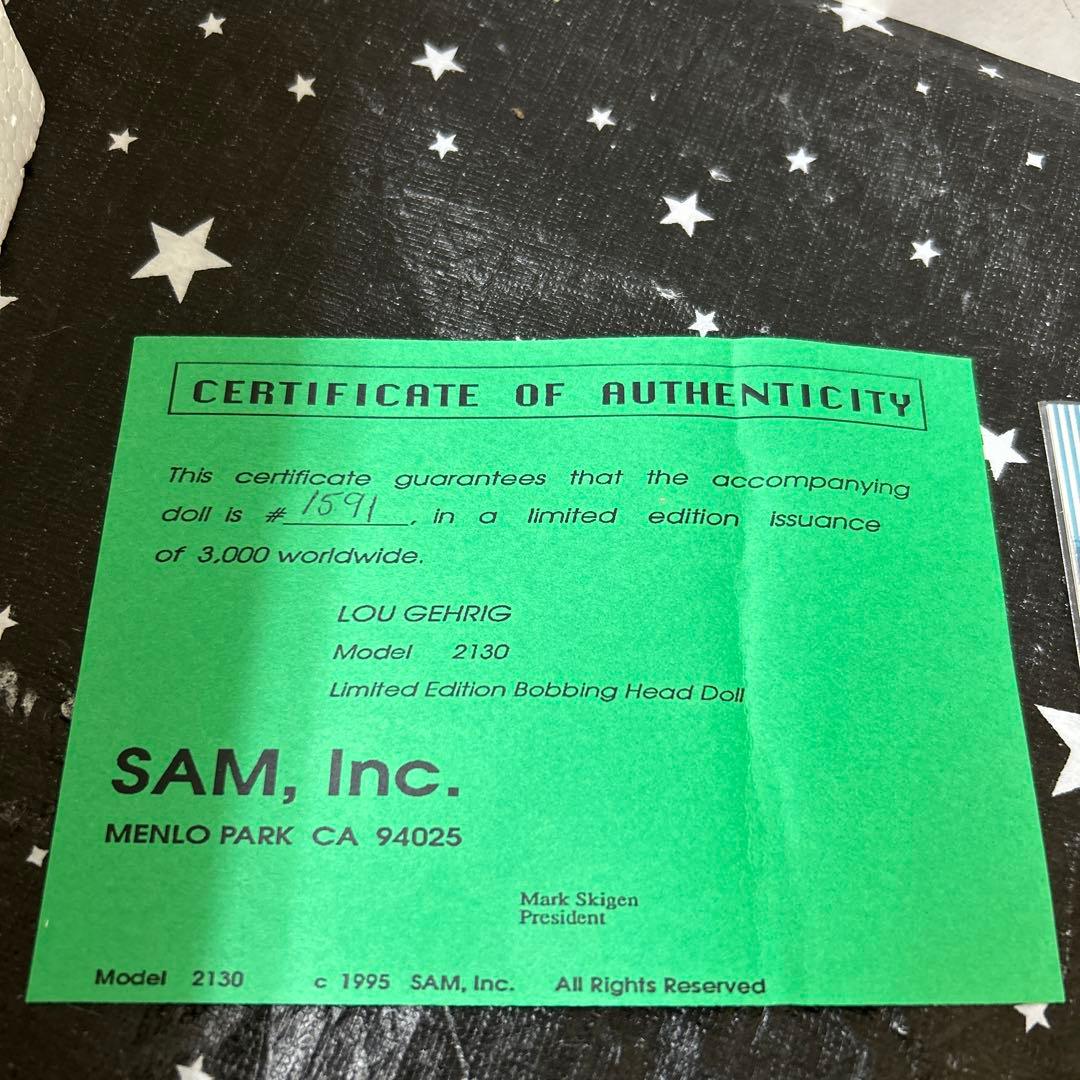 CERTIFICATE OF AUTHENTICITY
This certificate guarantees that the accompanying
doll is # 1591, in a limited edition issuance
of 3,000 worldwide.
LOU GEHRIG
Model 2130
Limited Edition Bobbing Head Doll
SAM, Inc.
MENLO PARK CA 94025
Mark Skigen
President
Model 2130 c 1995 SAM, Inc. All Rights Reserved